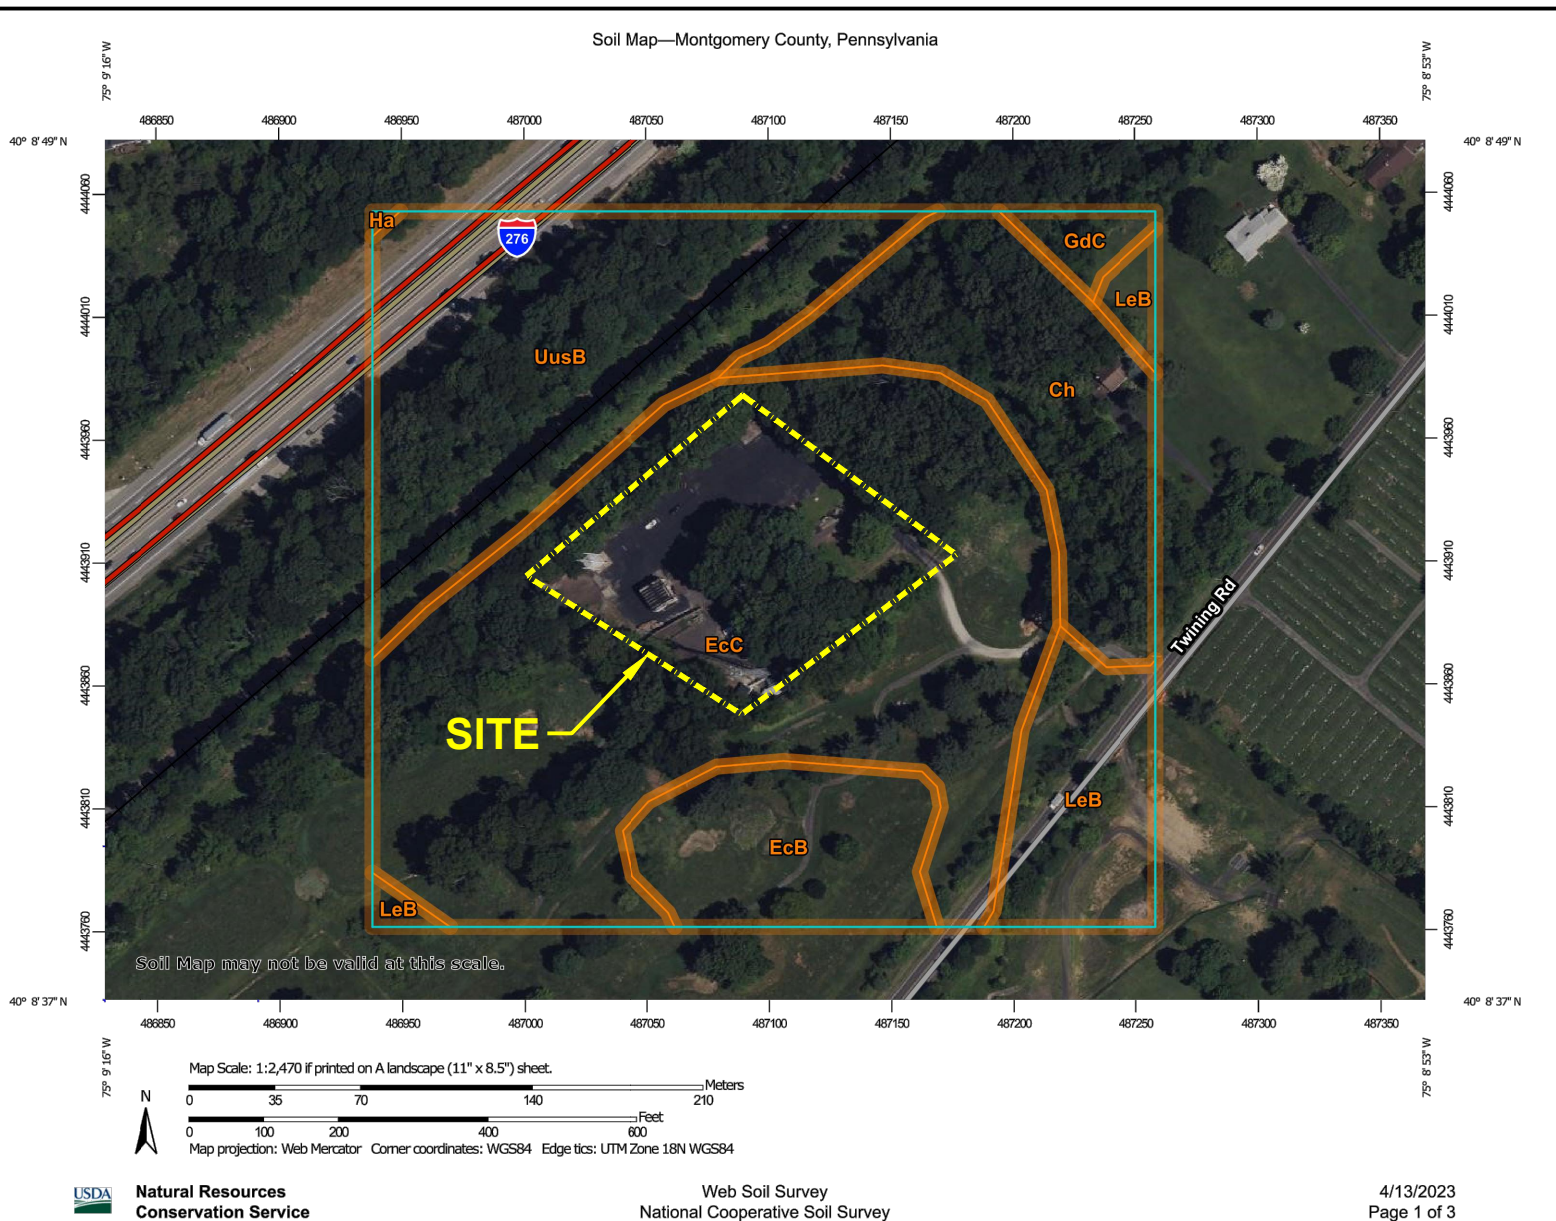 Soil Map—Montgomery County, Pennsylvania
75° 9' 16'' W
75° 8' 53'' W
486850 486900 486950 487000 487050 487100 487150 487200 487250 487300 487350
40° 8' 49'' N
40° 8' 49'' N
4444060
4444010
4443960
4443910
4443860
4443810
4443760
4444060
4444010
4443960
4443910
4443860
4443810
4443760
Ha
276
GdC
LeB
UusB
Ch
Twining Rd
EcC
SITE
LeB
EcB
LeB
Soil Map may not be valid at this scale.
40° 8' 37'' N
40° 8' 37'' N
486850 486900 486950 487000 487050 487100 487150 487200 487250 487300 487350
75° 9' 16'' W
75° 8' 53'' W
Map Scale: 1:2,470 if printed on A landscape (11" x 8.5") sheet.
N
Meters
0 35 70 140 210
Feet
0 100 200 400 600
Map projection: Web Mercator Corner coordinates: WGS84 Edge tics: UTM Zone 18N WGS84
USDA
Natural Resources
Conservation Service
Web Soil Survey
National Cooperative Soil Survey
4/13/2023
Page 1 of 3